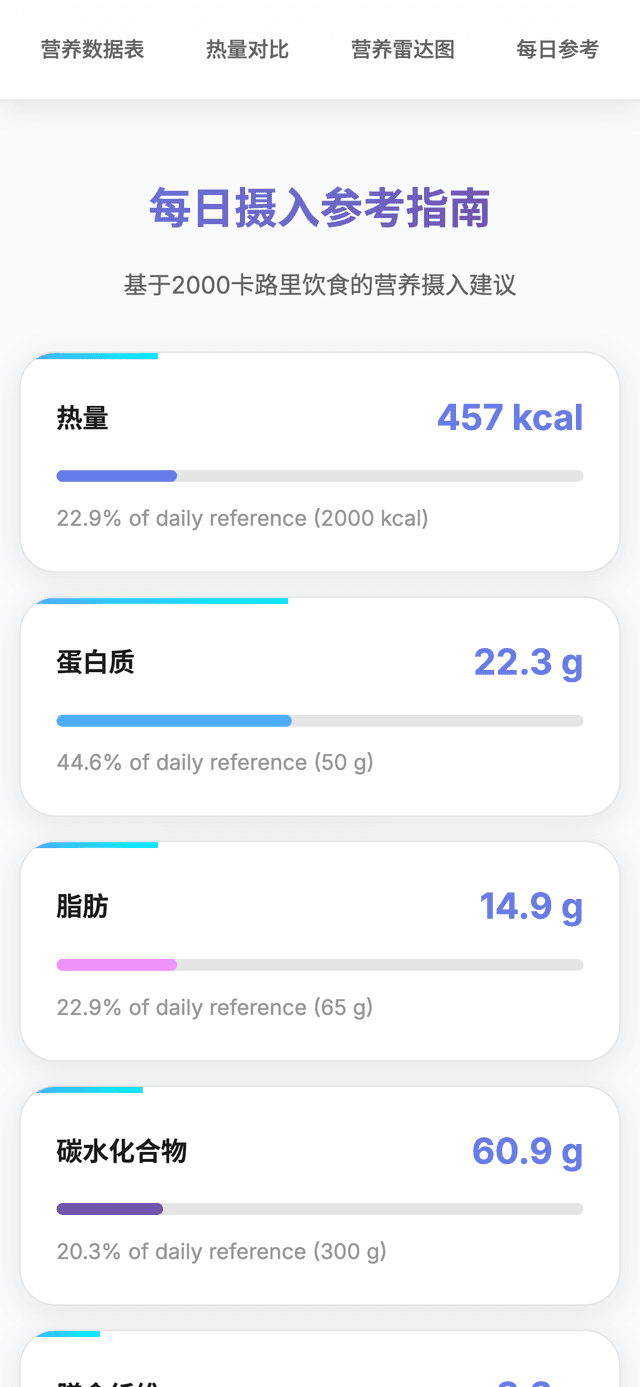 营养数据表 热量对比 营养雷达图 每日参考
每日摄入参考指南
基于2000卡路里饮食的营养摄入建议
热量 457 kcal
22.9% of daily reference (2000 kcal)
蛋白质 22.3 g
44.6% of daily reference (50 g)
脂肪 14.9 g
22.9% of daily reference (65 g)
碳水化合物 60.9 g
20.3% of daily reference (300 g)